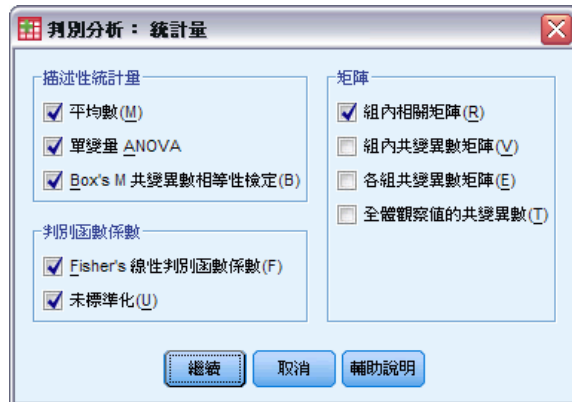 判別分析： 統計量
描述性統計量
平均數(M)
單變量 ANOVA
Box's M 共變異數相等性檢定(B)
判別函數係數
Fisher's 線性判別函數係數(F)
未標準化(U)
矩陣
組內相關矩陣(R)
組內共變異數矩陣(V)
各組共變異數矩陣(E)
全體觀察值的共變異數(T)
繼續
取消
輔助說明